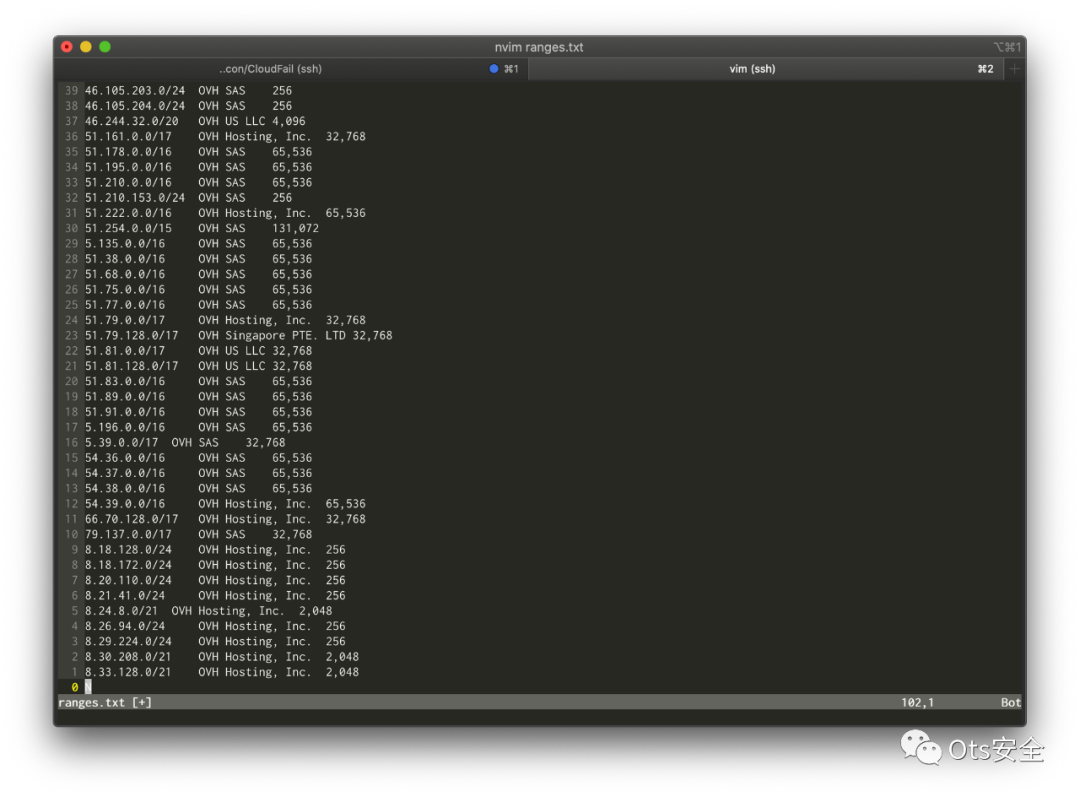 nvim ranges.txt
⌥⌘1
..con/CloudFail (ssh)
⌘1
vim (ssh)
⌘2
+
39 46.105.203.0/24 OVH SAS 256
38 46.105.204.0/24 OVH SAS 256
37 46.244.32.0/20 OVH US LLC 4,096
36 51.161.0.0/17 OVH Hosting, Inc. 32,768
35 51.178.0.0/16 OVH SAS 65,536
34 51.195.0.0/16 OVH SAS 65,536
33 51.210.0.0/16 OVH SAS 65,536
32 51.210.153.0/24 OVH SAS 256
31 51.222.0.0/16 OVH Hosting, Inc. 65,536
30 51.254.0.0/15 OVH SAS 131,072
29 5.135.0.0/16 OVH SAS 65,536
28 51.38.0.0/16 OVH SAS 65,536
27 51.68.0.0/16 OVH SAS 65,536
26 51.75.0.0/16 OVH SAS 65,536
25 51.77.0.0/16 OVH SAS 65,536
24 51.79.0.0/17 OVH Hosting, Inc. 32,768
23 51.79.128.0/17 OVH Singapore PTE. LTD 32,768
22 51.81.0.0/17 OVH US LLC 32,768
21 51.81.128.0/17 OVH US LLC 32,768
20 51.83.0.0/16 OVH SAS 65,536
19 51.89.0.0/16 OVH SAS 65,536
18 51.91.0.0/16 OVH SAS 65,536
17 5.196.0.0/16 OVH SAS 65,536
16 5.39.0.0/17 OVH SAS 32,768
15 54.36.0.0/16 OVH SAS 65,536
14 54.37.0.0/16 OVH SAS 65,536
13 54.38.0.0/16 OVH SAS 65,536
12 54.39.0.0/16 OVH Hosting, Inc. 65,536
11 66.70.128.0/17 OVH Hosting, Inc. 32,768
10 79.137.0.0/17 OVH SAS 32,768
9 8.18.128.0/24 OVH Hosting, Inc. 256
8 8.18.172.0/24 OVH Hosting, Inc. 256
7 8.20.110.0/24 OVH Hosting, Inc. 256
6 8.21.41.0/24 OVH Hosting, Inc. 256
5 8.24.8.0/21 OVH Hosting, Inc. 2,048
4 8.26.94.0/24 OVH Hosting, Inc. 256
3 8.29.224.0/24 OVH Hosting, Inc. 256
2 8.30.208.0/21 OVH Hosting, Inc. 2,048
1 8.33.128.0/21 OVH Hosting, Inc. 2,048
0
ranges.txt [+] 102,1 Bot
Ots安全